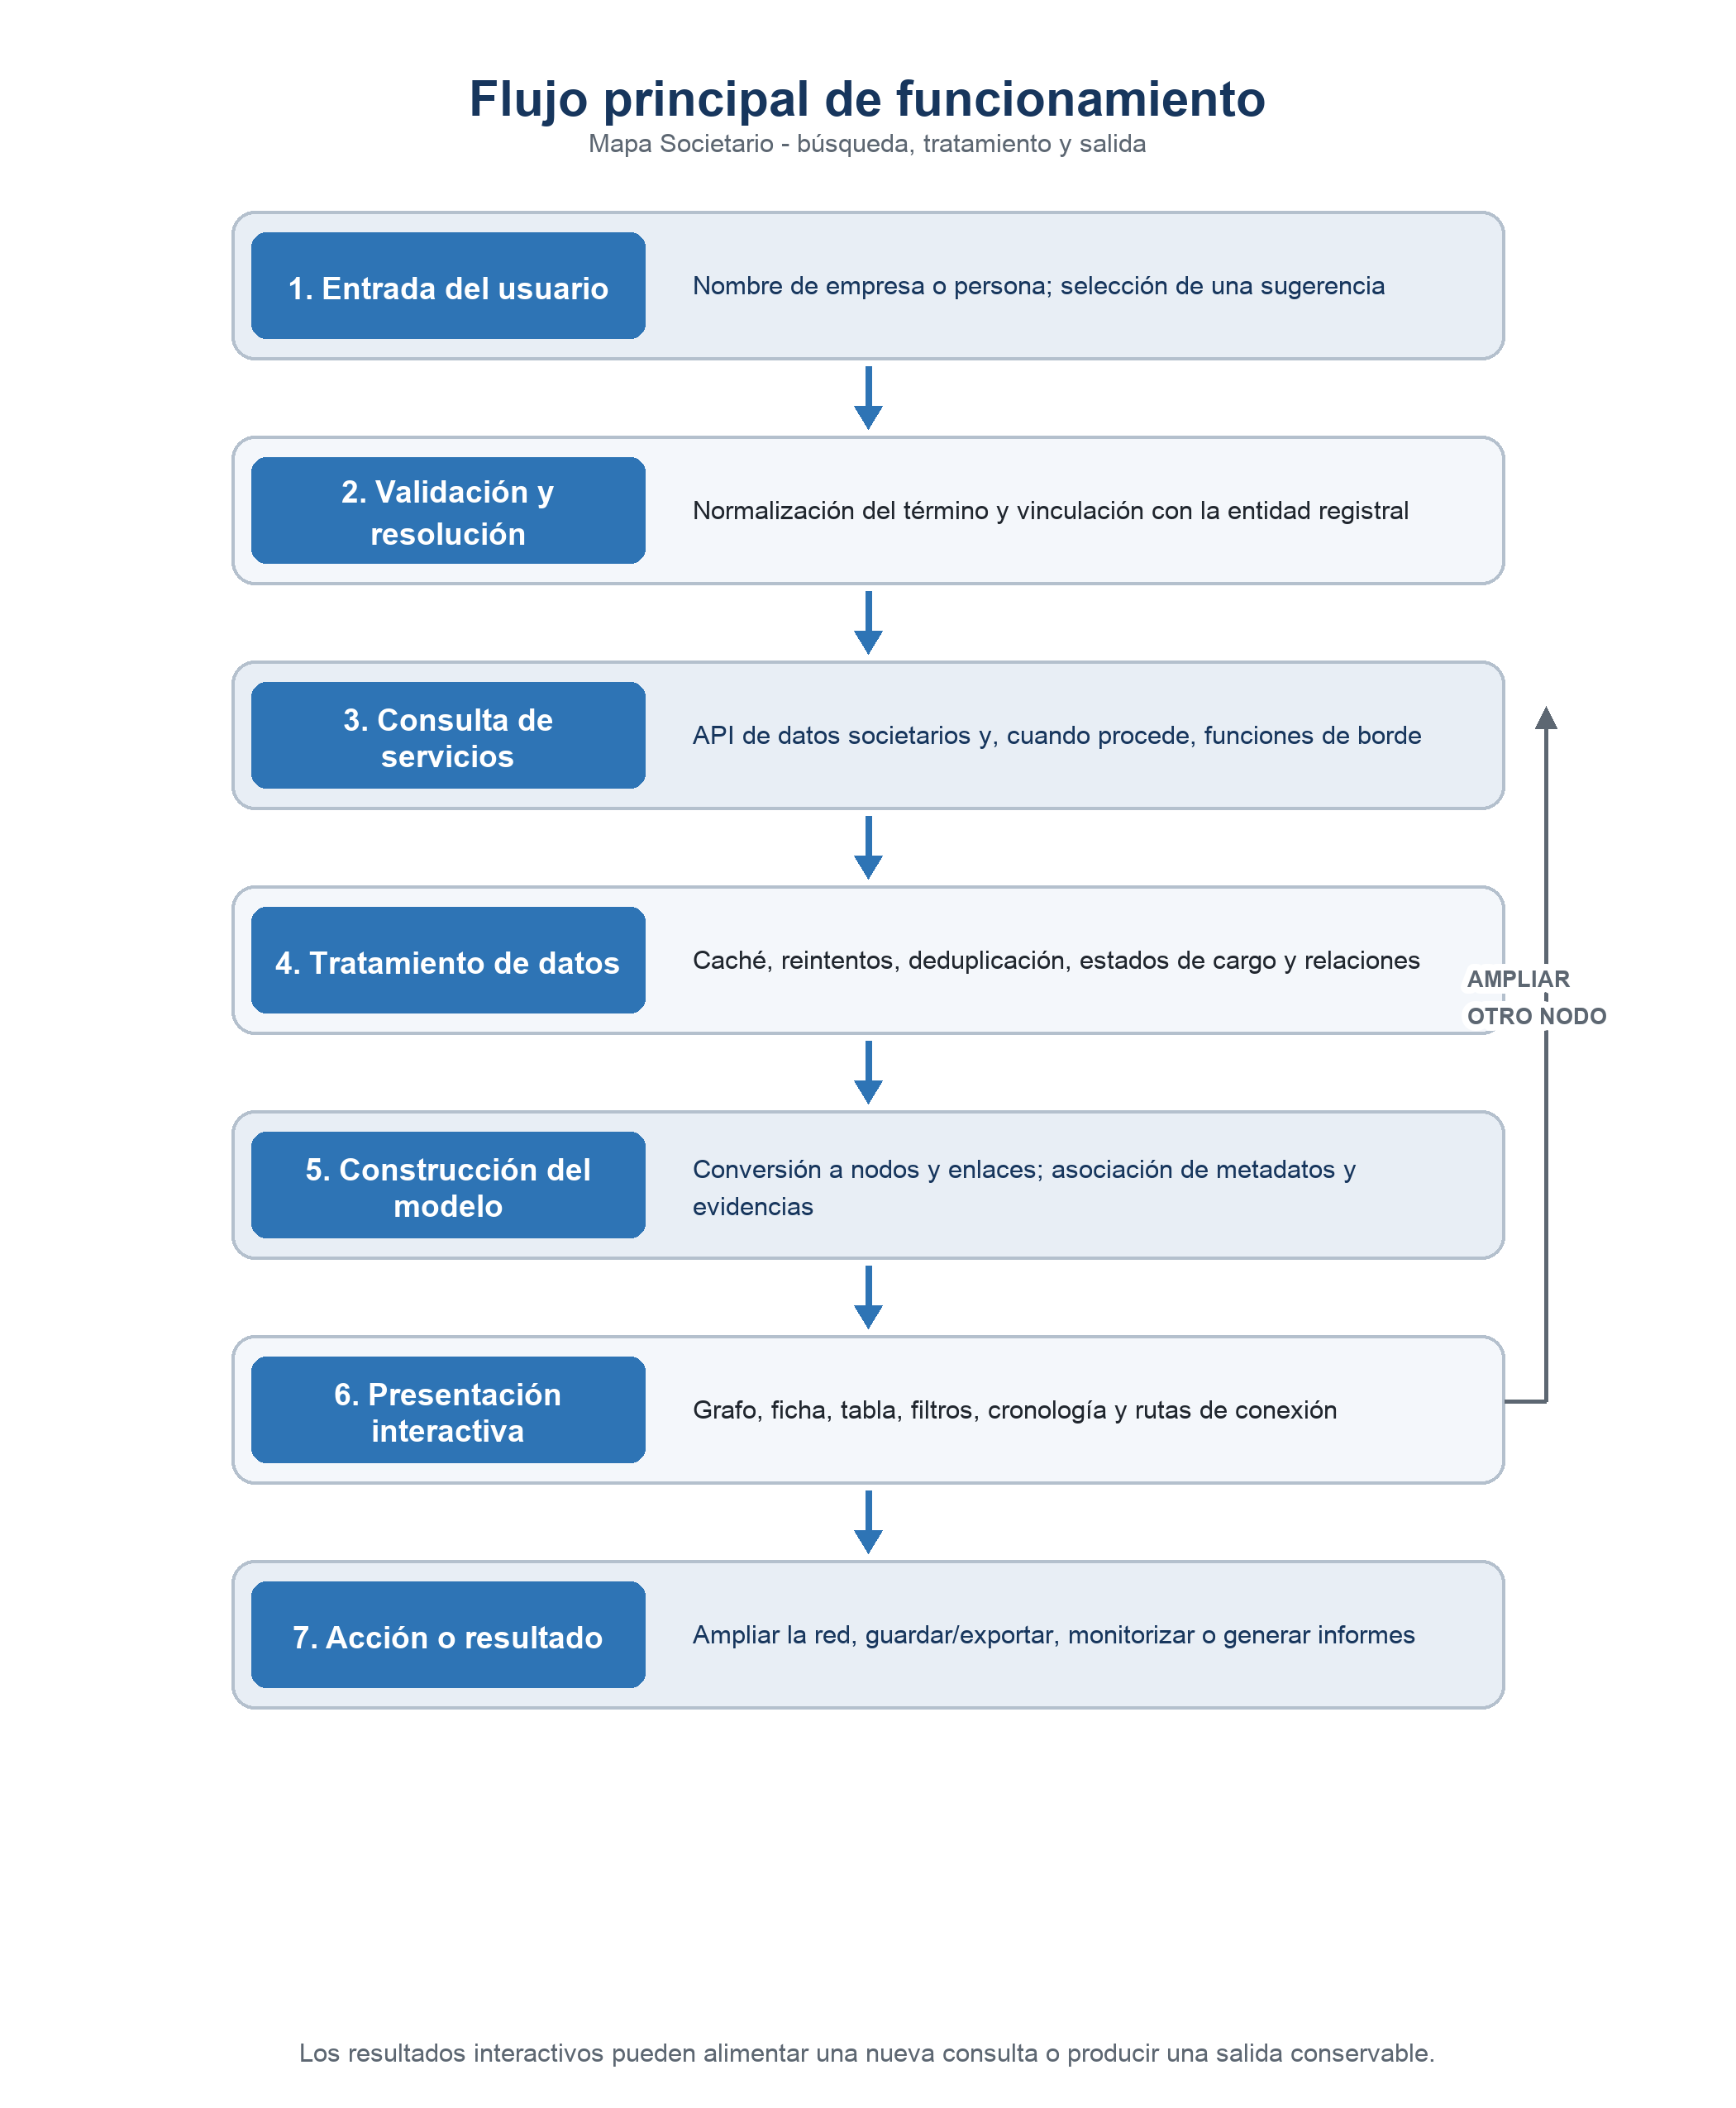 Flujo principal de funcionamiento
Mapa Societario - búsqueda, tratamiento y salida
1. Entrada del usuario
Nombre de empresa o persona; selección de una sugerencia
2. Validación y
resolución
Normalización del término y vinculación con la entidad registral
3. Consulta de
servicios
API de datos societarios y, cuando procede, funciones de borde
4. Tratamiento de datos
Caché, reintentos, deduplicación, estados de cargo y relaciones
AMPLIAR
OTRO NODO
5. Construcción del
modelo
Conversión a nodos y enlaces; asociación de metadatos y
evidencias
6. Presentación
interactiva
Grafo, ficha, tabla, filtros, cronología y rutas de conexión
7. Acción o resultado
Ampliar la red, guardar/exportar, monitorizar o generar informes
Los resultados interactivos pueden alimentar una nueva consulta o producir una salida conservable.